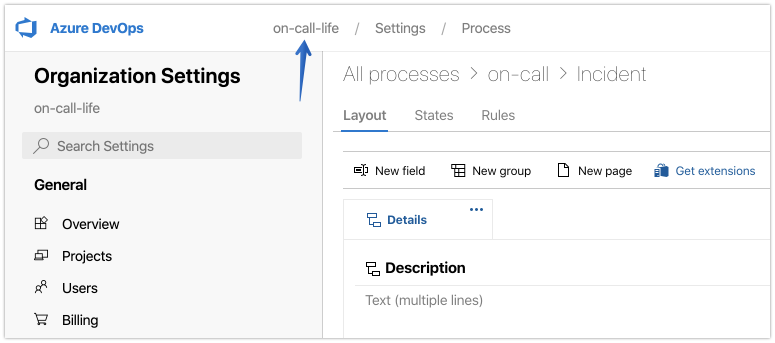 Azure DevOps
on-call-life / Settings / Process
Organization Settings
on-call-life
Search Settings
General
Overview
Projects
Users
Billing
All processes > on-call > Incident
Layout States Rules
New field New group New page Get extensions
Details ...
Description
Text (multiple lines)